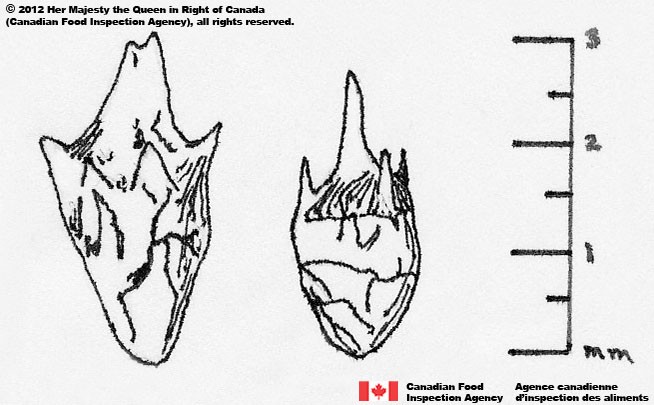 © 2012 Her Majesty the Queen in Right of Canada
(Canadian Food Inspection Agency), all rights reserved.
3
2
1
mm
Canadian Food
Inspection Agency
Agence canadienne
d'inspection des aliments